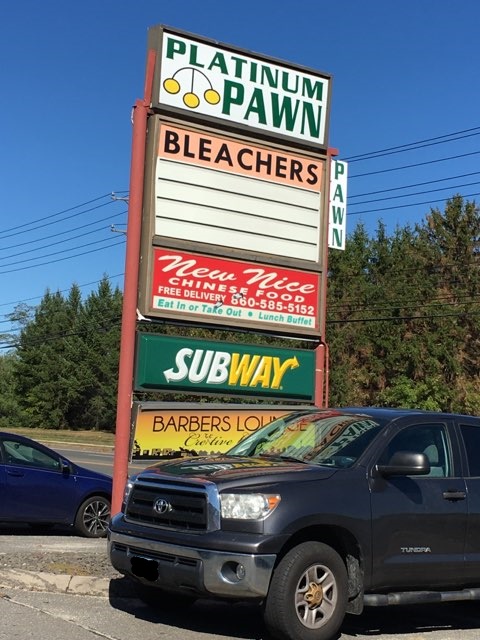 PLATINUM
PAWN
BLEACHERS
PAWN
New Nice
CHINESE FOOD
FREE DELIVERY 860-585-5152
Eat In or Take Out • Lunch Buffet
SUBWAY
BARBERS LOUNGE
Creative
TUNDRA